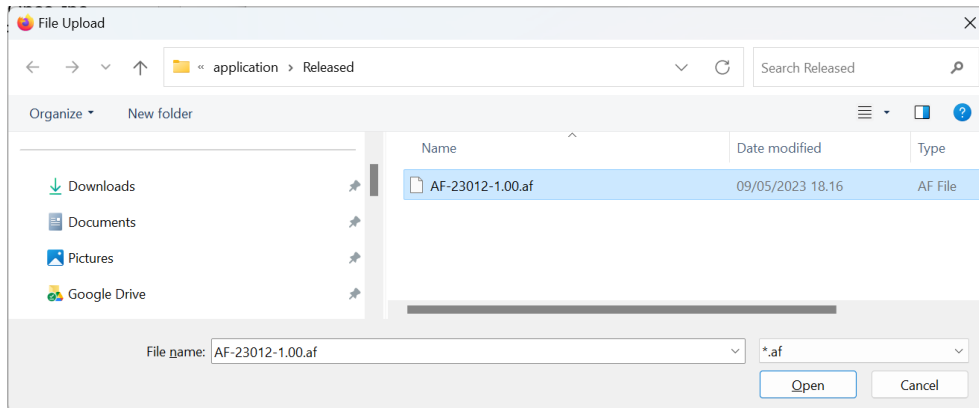 File Upload
« application > Released
Search Released
Organize
New folder
Name
Date modified
Type
Downloads
AF-23012-1.00.af
09/05/2023 18.16
AF File
Documents
Pictures
Google Drive
File name:
AF-23012-1.00.af
*.af
Open
Cancel